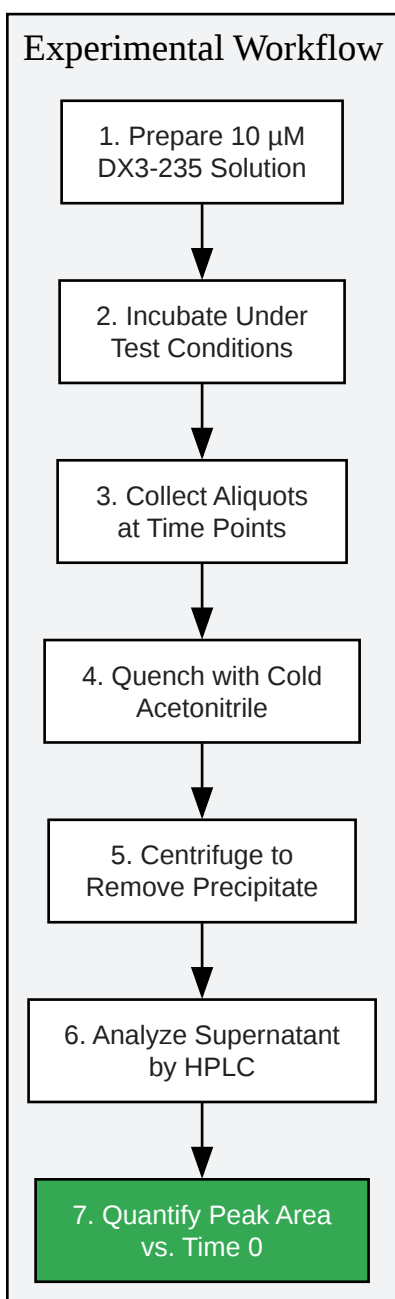 Experimental Workflow
1. Prepare 10 µM
DX3-235 Solution
2. Incubate Under
Test Conditions
3. Collect Aliquots
at Time Points
4. Quench with Cold
Acetonitrile
5. Centrifuge to
Remove Precipitate
6. Analyze Supernatant
by HPLC
7. Quantify Peak Area
vs. Time 0